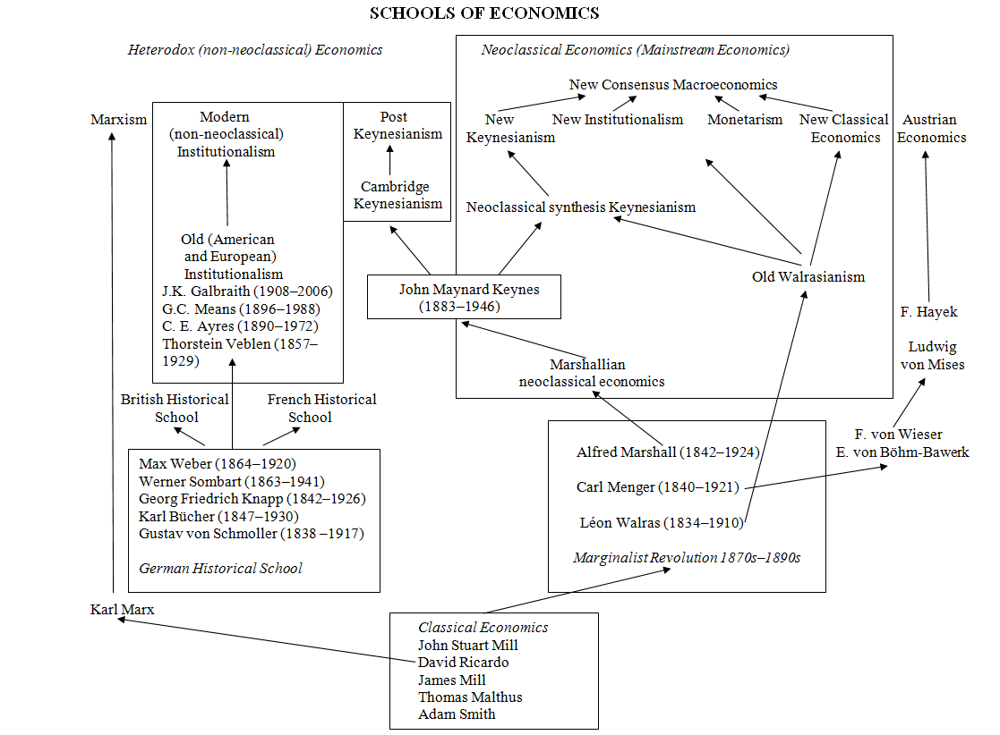 SCHOOLS OF ECONOMICS
Heterodox (non-neoclassical) Economics
Neoclassical Economics (Mainstream Economics)
New Consensus Macroeconomics
Marxism
Modern
(non-neoclassical)
Institutionalism
Post
Keynesianism
New
Keynesianism
New Institutionalism
Monetarism
New Classical
Economics
Austrian
Economics
Cambridge
Keynesianism
Neoclassical synthesis Keynesianism
Old (American
and European)
Institutionalism
J.K. Galbraith (1908–2006)
G.C. Means (1896–1988)
C. E. Ayres (1890–1972)
Thorstein Veblen (1857–
1929)
John Maynard Keynes
(1883–1946)
Old Walrasianism
F. Hayek
Ludwig
von Mises
Marshallian
neoclassical economics
British Historical
School
French Historical
School
F. von Wieser
E. von Böhm-Bawerk
Max Weber (1864–1920)
Werner Sombart (1863–1941)
Georg Friedrich Knapp (1842–1926)
Karl Bücher (1847–1930)
Gustav von Schmoller (1838 –1917)
German Historical School
Alfred Marshall (1842–1924)
Carl Menger (1840–1921)
Léon Walras (1834–1910)
Marginalist Revolution 1870s–1890s
Karl Marx
Classical Economics
John Stuart Mill
David Ricardo
James Mill
Thomas Malthus
Adam Smith